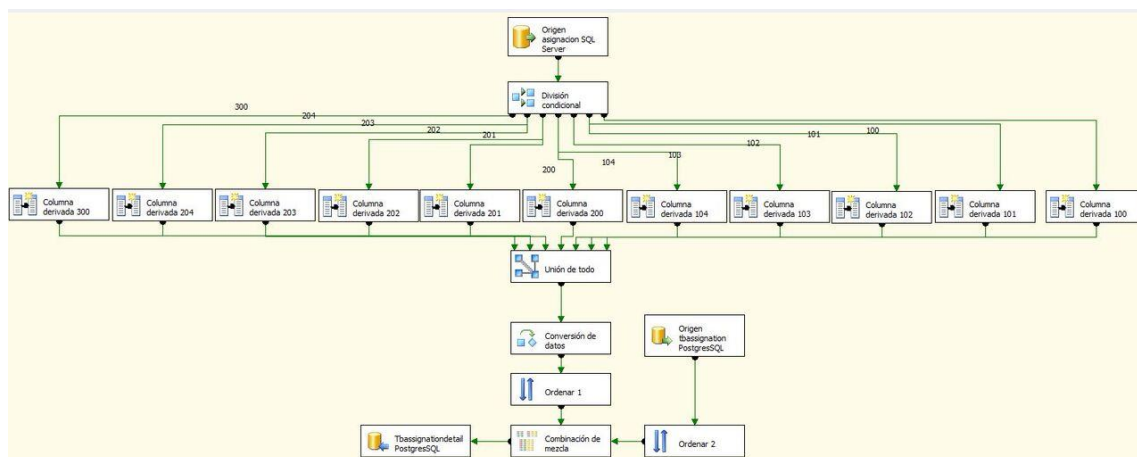 Origen
asignacion SQL
Server
División
condicional
300
204
203
202
201
200
104
103
102
101
100
Columna
derivada 300
Columna
derivada 204
Columna
derivada 203
Columna
derivada 202
Columna
derivada 201
Columna
derivada 200
Columna
derivada 104
Columna
derivada 103
Columna
derivada 102
Columna
derivada 101
Columna
derivada 100
Unión de todo
Conversión de
datos
Origen
tbassignation
PostgresSQL
Ordenar 1
Tbassignationdetail
PostgresSQL
Combinación de
mezcla
Ordenar 2